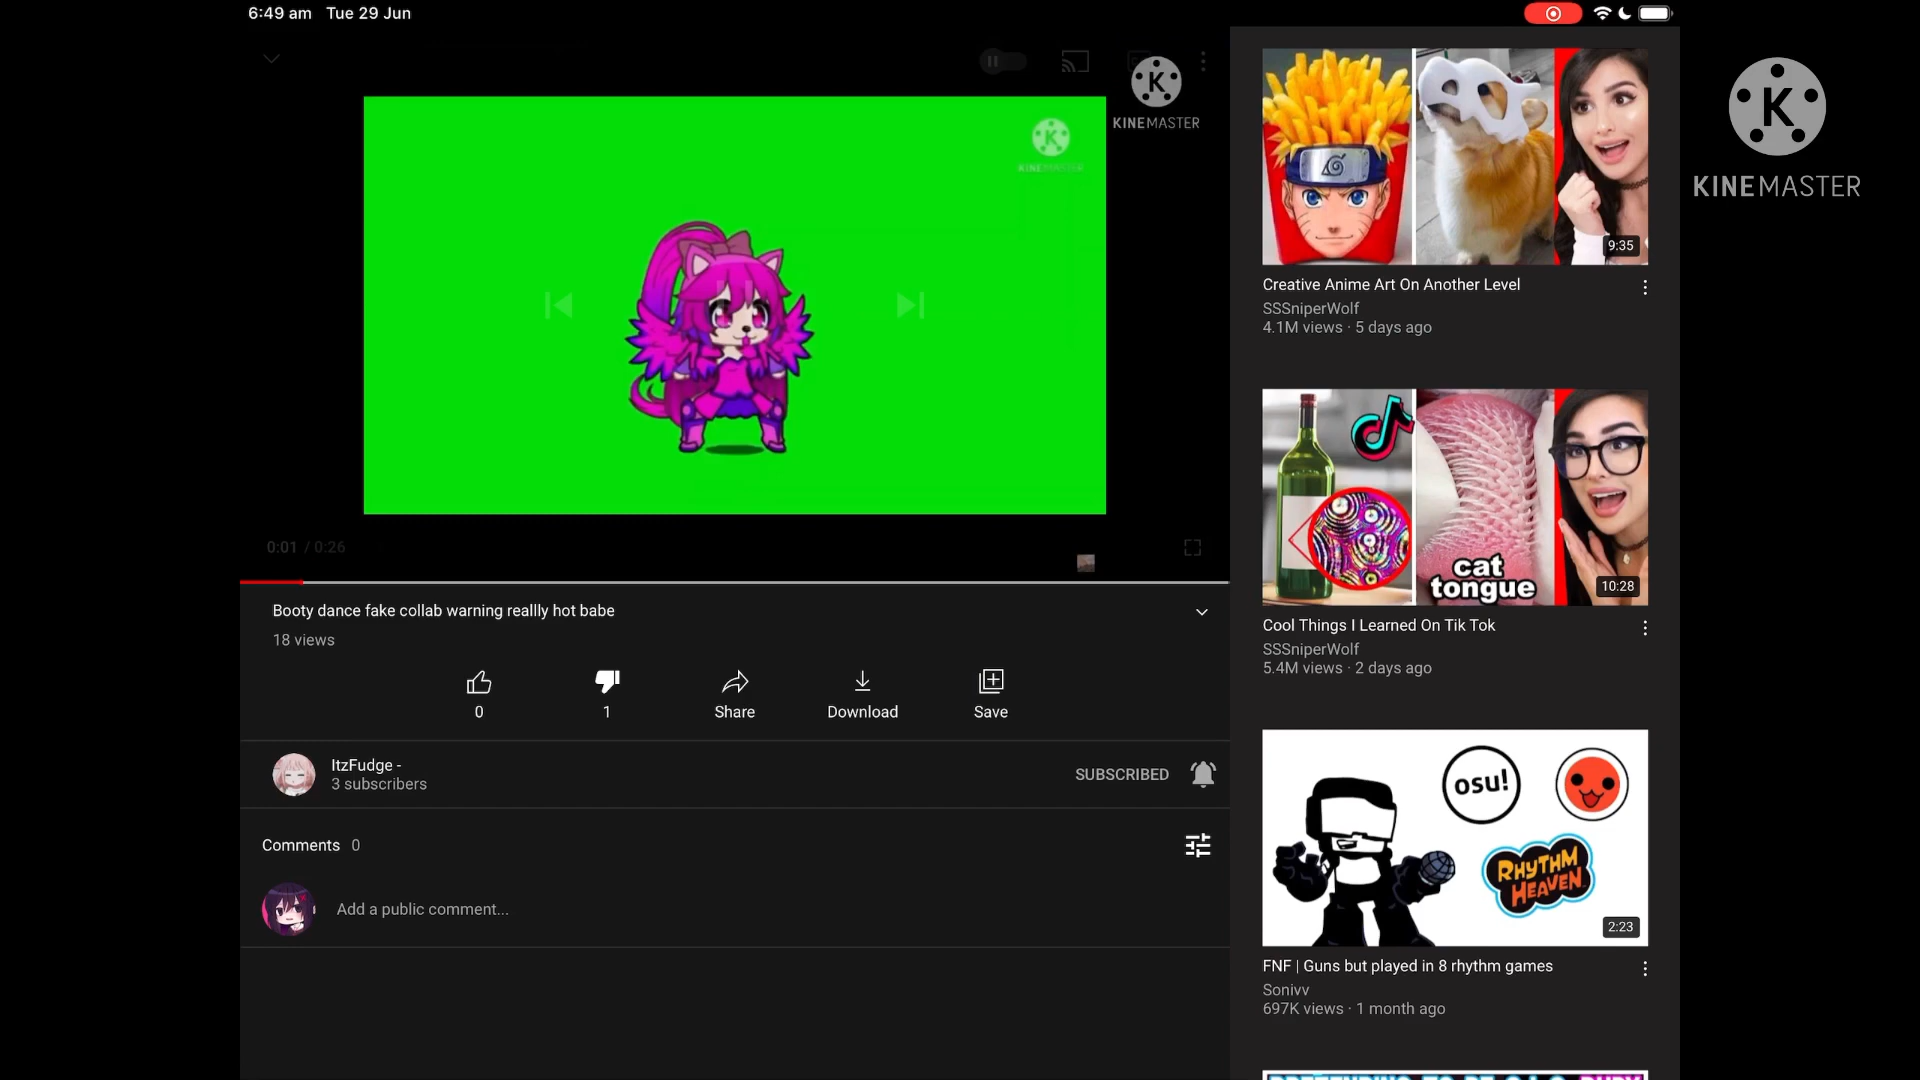 6:49 am Tue 29 Jun
KINEMASTER
KINEMASTER
KINEMASTER
0:01 / 0:26
Booty dance fake collab warning reallly hot babe
18 views
0
1
Share
Download
Save
ItzFudge -
3 subscribers
SUBSCRIBED
Comments 0
Add a public comment...
9:35
Creative Anime Art On Another Level
SSSniperWolf
4.1M views · 5 days ago
cat
tongue
10:28
Cool Things I Learned On Tik Tok
SSSniperWolf
5.4M views · 2 days ago
osu!
RHYTHM
HEAVEN
2:23
FNF | Guns but played in 8 rhythm games
Sonivv
697K views · 1 month ago